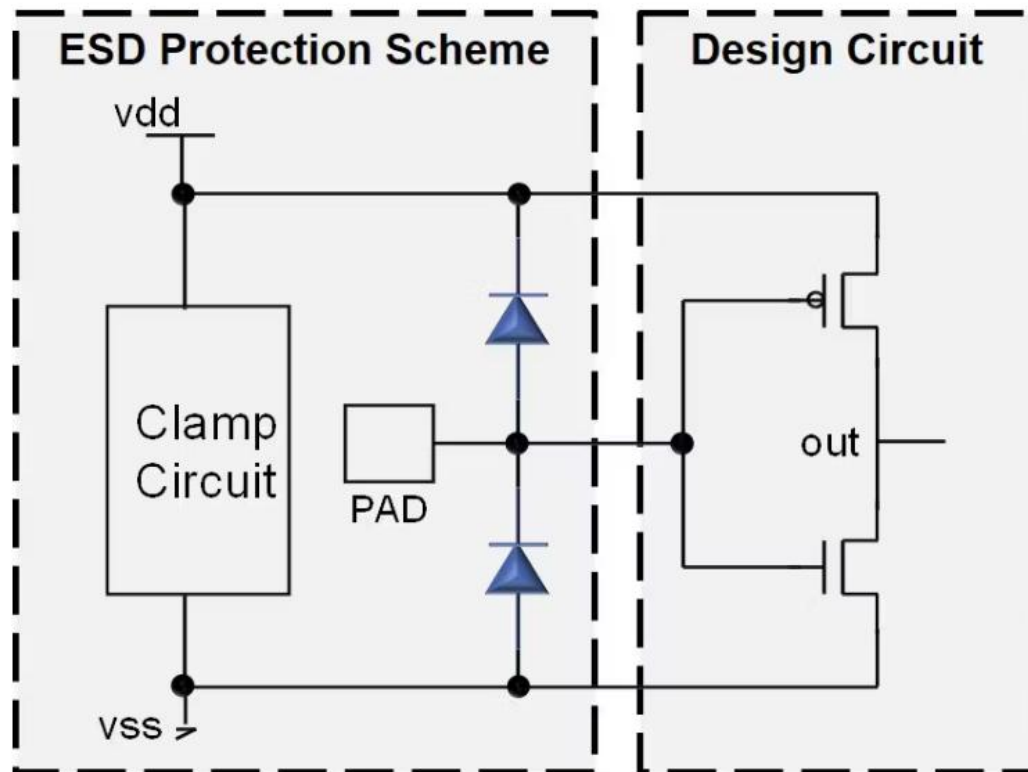 ESD Protection Scheme
Design Circuit
vdd
Clamp
Circuit
PAD
out
vss